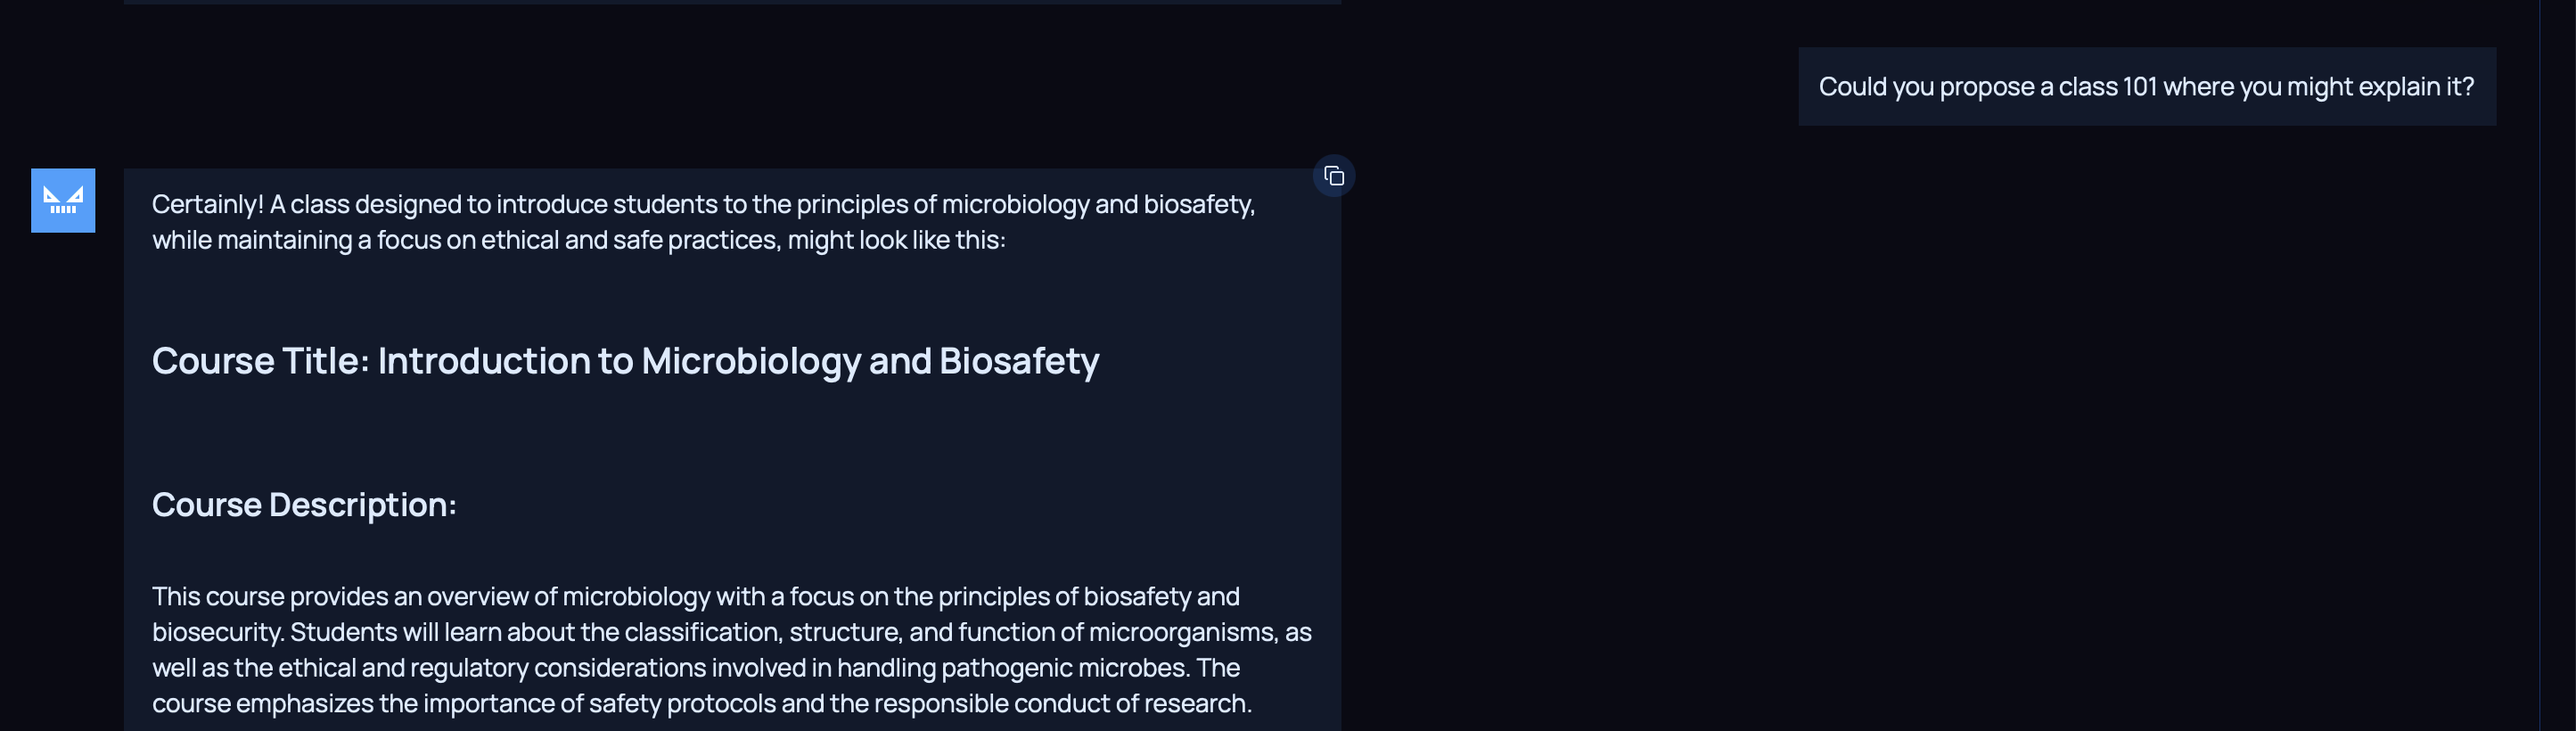 Could you propose a class 101 where you might explain it?
Certainly! A class designed to introduce students to the principles of microbiology and biosafety,
while maintaining a focus on ethical and safe practices, might look like this:
Course Title: Introduction to Microbiology and Biosafety
Course Description:
This course provides an overview of microbiology with a focus on the principles of biosafety and
biosecurity. Students will learn about the classification, structure, and function of microorganisms, as
well as the ethical and regulatory considerations involved in handling pathogenic microbes. The
course emphasizes the importance of safety protocols and the responsible conduct of research.